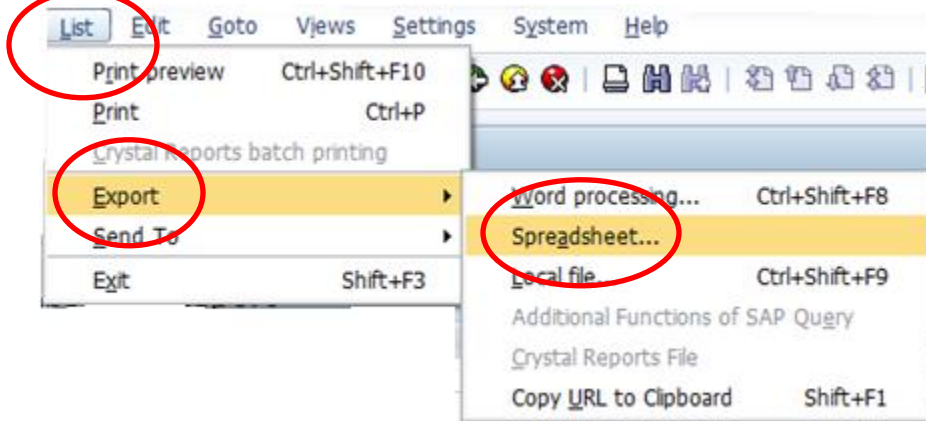 List Edit Goto Views Settings System Help
Print preview Ctrl+Shift+F10
Print Ctrl+P
Crystal Reports batch printing
Export
Send To
Exit Shift+F3
Word processing... Ctrl+Shift+F8
Spreadsheet...
Local file... Ctrl+Shift+F9
Additional Functions of SAP Query
Crystal Reports File
Copy URL to Clipboard Shift+F1